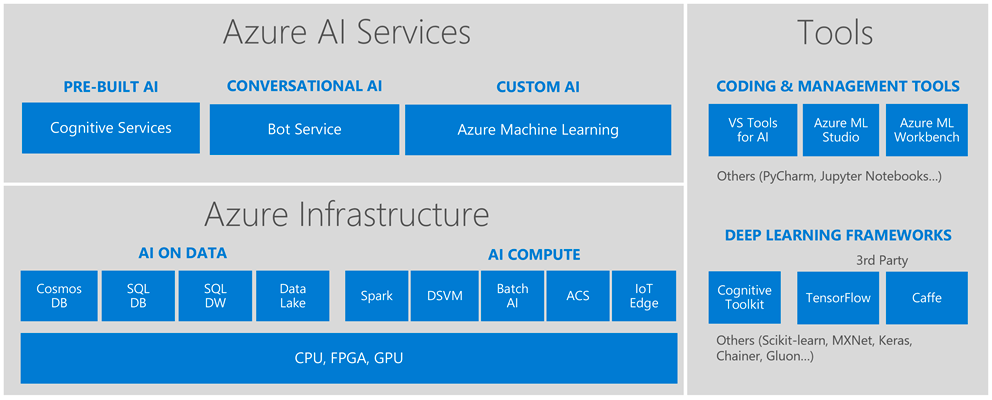 Azure AI Services
PRE-BUILT AI
Cognitive Services
CONVERSATIONAL AI
Bot Service
CUSTOM AI
Azure Machine Learning
Azure Infrastructure
AI ON DATA
Cosmos
DB
SQL
DB
SQL
DW
Data
Lake
AI COMPUTE
Spark
DSVM
Batch
AI
ACS
IoT
Edge
CPU, FPGA, GPU
Tools
CODING & MANAGEMENT TOOLS
VS Tools
for AI
Azure ML
Studio
Azure ML
Workbench
Others (PyCharm, Jupyter Notebooks...)
DEEP LEARNING FRAMEWORKS
3rd Party
Cognitive
Toolkit
TensorFlow
Caffe
Others (Scikit-learn, MXNet, Keras,
Chainer, Gluon...)